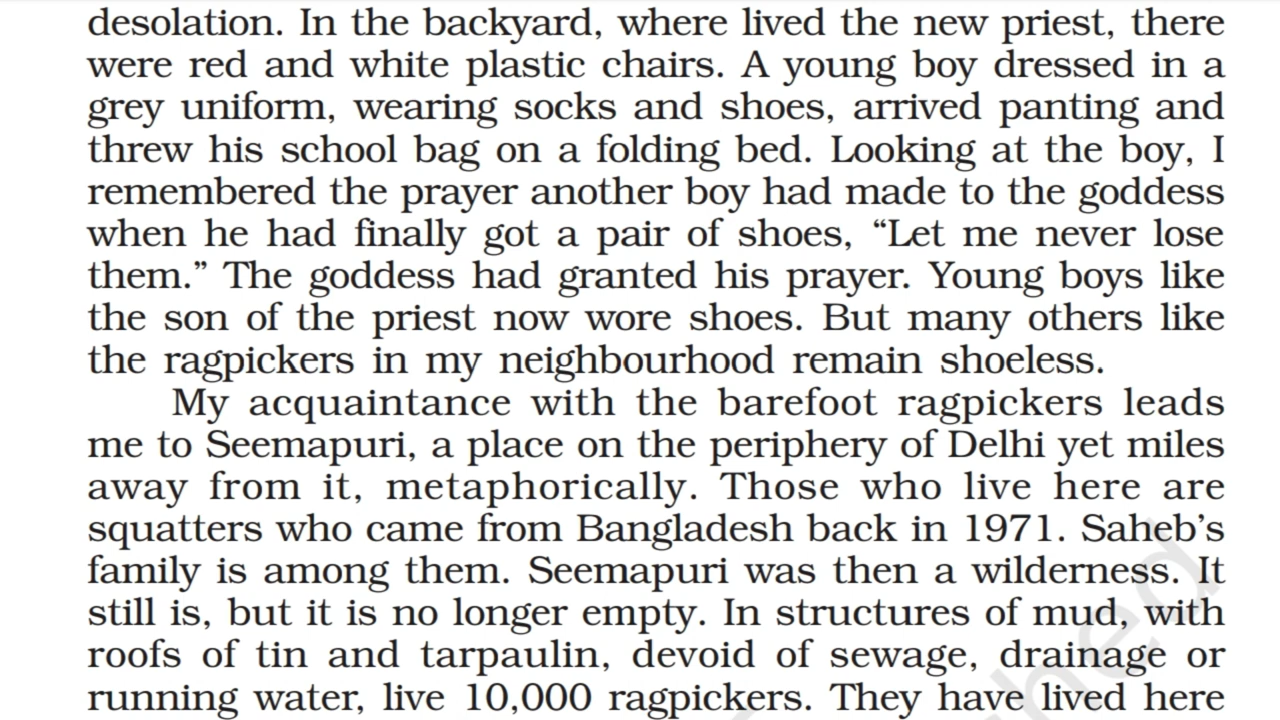 desolation. In the backyard, where lived the new priest, there
were red and white plastic chairs. A young boy dressed in a
grey uniform, wearing socks and shoes, arrived panting and
threw his school bag on a folding bed. Looking at the boy, I
remembered the prayer another boy had made to the goddess
when he had finally got a pair of shoes, “Let me never lose
them.” The goddess had granted his prayer. Young boys like
the son of the priest now wore shoes. But many others like
the ragpickers in my neighbourhood remain shoeless.
My acquaintance with the barefoot ragpickers leads
me to Seemapuri, a place on the periphery of Delhi yet miles
away from it, metaphorically. Those who live here are
squatters who came from Bangladesh back in 1971. Saheb’s
family is among them. Seemapuri was then a wilderness. It
still is, but it is no longer empty. In structures of mud, with
roofs of tin and tarpaulin, devoid of sewage, drainage or
running water, live 10,000 ragpickers. They have lived here